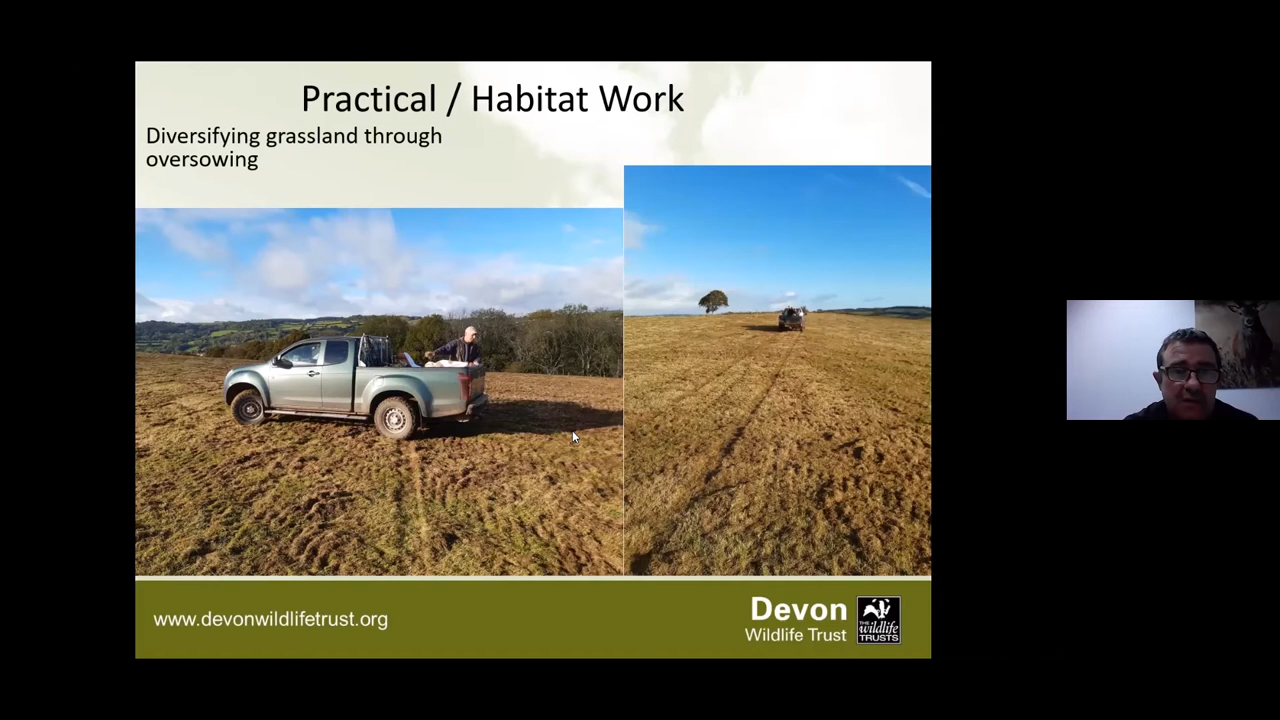 Practical / Habitat Work
Diversifying grassland through
oversowing
www.devonwildlifetrust.org
Devon
Wildlife Trust
THE
wildlife
TRUSTS